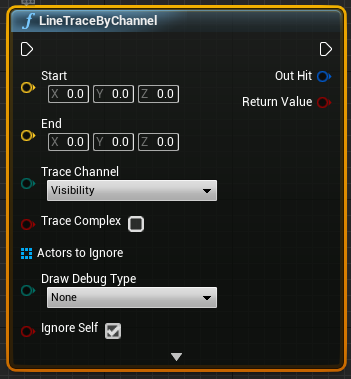 f LineTraceByChannel
Start Out Hit
X 0.0 Y 0.0 Z 0.0 Return Value
End
X 0.0 Y 0.0 Z 0.0
Trace Channel
Visibility
Trace Complex
Actors to Ignore
Draw Debug Type
None
Ignore Self